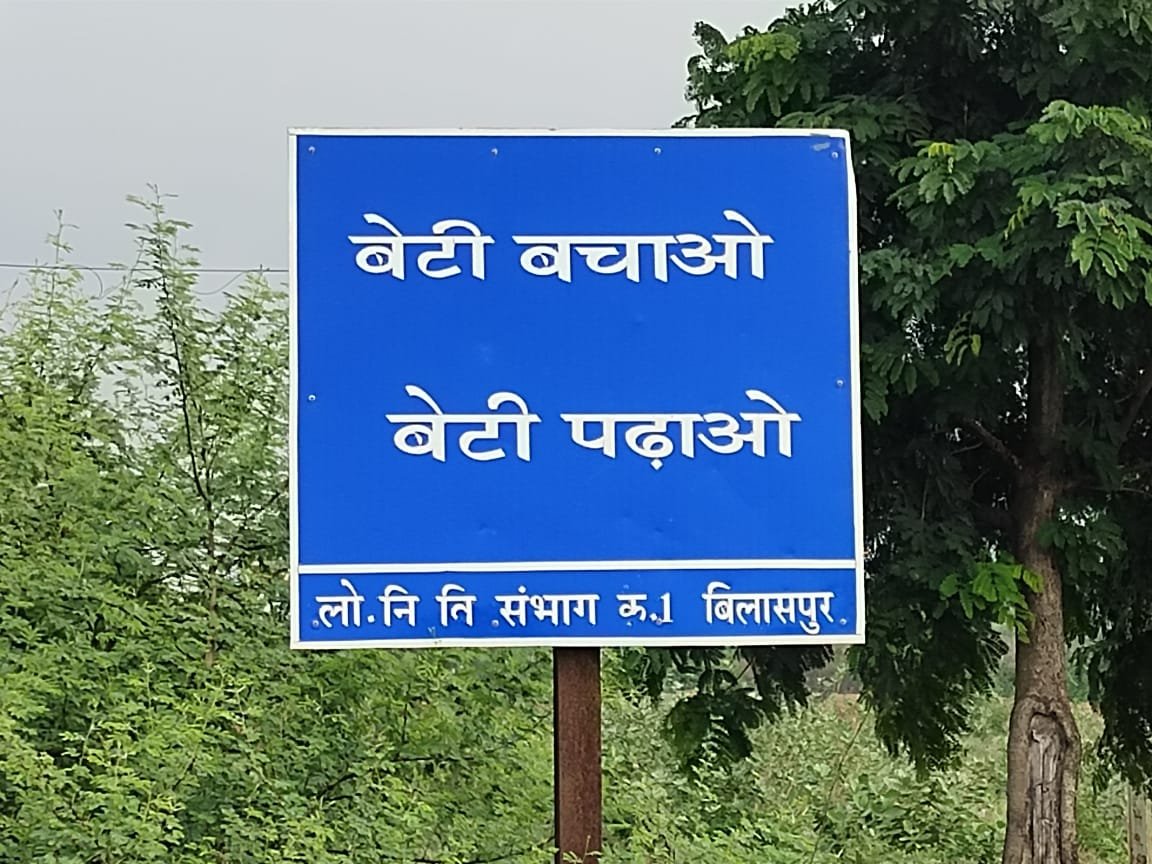 बेटी बचाओ
बेटी पढ़ाओ
लो.नि ति संभाग क.1 बिलासपुर